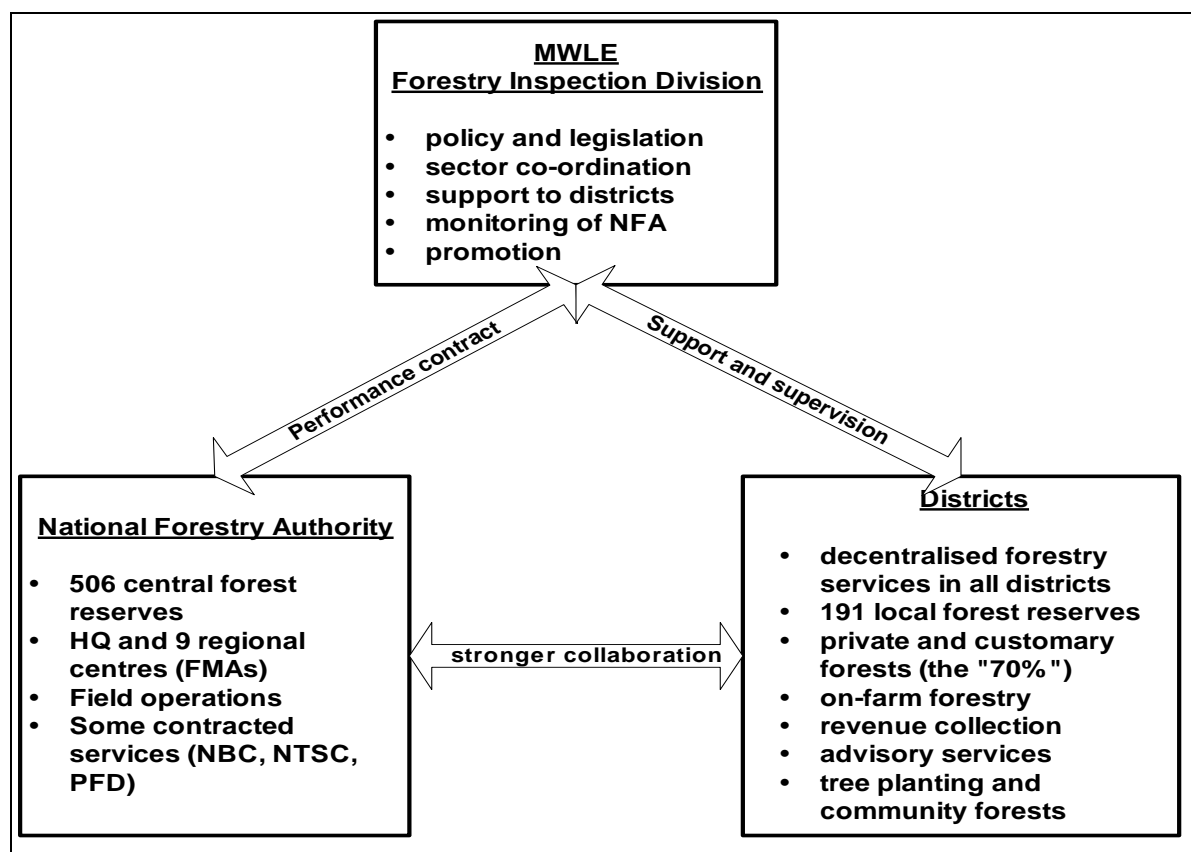 MWLE
Forestry Inspection Division
• policy and legislation
• sector co-ordination
• support to districts
• monitoring of NFA
• promotion
Performance contract
Support and supervision
National Forestry Authority
• 506 central forest
reserves
• HQ and 9 regional
centres (FMAs)
• Field operations
• Some contracted
services (NBC, NTSC,
PFD)
stronger collaboration
Districts
• decentralised forestry
services in all districts
• 191 local forest reserves
• private and customary
forests (the "70%")
• on-farm forestry
• revenue collection
• advisory services
• tree planting and
community forests